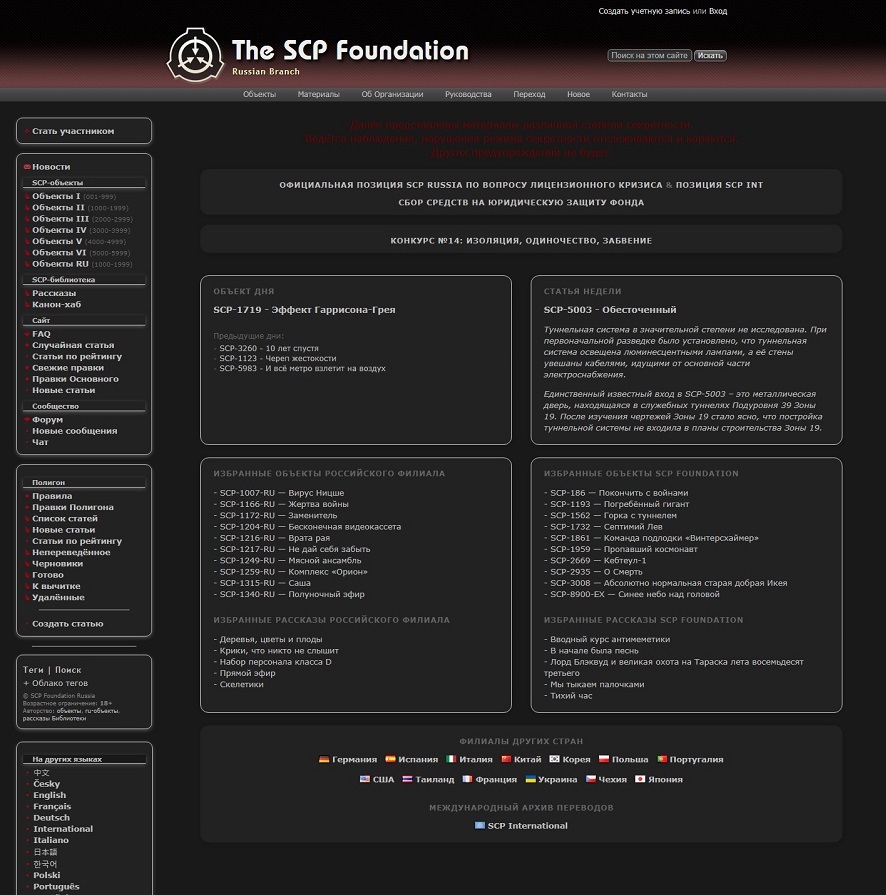 Создать учетную запись или Вход
The SCP Foundation
Russian Branch
Поиск на этом сайте Искать
Объекты Материалы Об Организации Руководства Переход Новое Контакты
Стать участником
Новости
SCP-объекты
Объекты I (001-999)
Объекты II (1000-1999)
Объекты III (2000-2999)
Объекты IV (3000-3999)
Объекты V (4000-4999)
Объекты VI (5000-5999)
Объекты RU (1000-1999)
SCP-библиотека
Рассказы
Канон-хаб
Сайт
FAQ
Случайная статья
Статьи по рейтингу
Свежие правки
Правки Основного
Новые статьи
Сообщество
Форум
Новые сообщения
Чат
Полигон
Правила
Правки Полигона
Список статей
Новые статьи
Статьи по рейтингу
Непереведённое
Черновики
Готово
К вычитке
Удалённые
Создать статью
Теги | Поиск
+ Облако тегов
© SCP Foundation Russia
Возрастное ограничение: 18+
Авторство: объекты, ru-объекты,
рассказы Библиотеки
На других языках
中文
Česky
English
Français
Deutsch
International
Italiano
日本語
한국어
Polski
Português
Далее представлены материалы различной степени секретности.
Ведётся наблюдение, нарушения режима секретности отслеживаются и караются.
Других предупреждений не будет.
ОФИЦИАЛЬНАЯ ПОЗИЦИЯ SCP RUSSIA ПО ВОПРОСУ ЛИЦЕНЗИОННОГО КРИЗИСА & ПОЗИЦИЯ SCP INT
СБОР СРЕДСТВ НА ЮРИДИЧЕСКУЮ ЗАЩИТУ ФОНДА
КОНКУРС №14: ИЗОЛЯЦИЯ, ОДИНОЧЕСТВО, ЗАБВЕНИЕ
ОБЪЕКТ ДНЯ
SCP-1719 - Эффект Гаррисона-Грея
Предыдущие дни:
- SCP-3260 - 10 лет спустя
- SCP-1123 - Череп жестокости
- SCP-5983 - И всё метро взлетит на воздух
СТАТЬЯ НЕДЕЛИ
SCP-5003 - Обесточенный
Туннельная система в значительной степени не исследована. При
первоначальной разведке было установлено, что туннельная
система освещена люминесцентными лампами, а её стены
увешаны кабелями, идущими от основной части
электроснабжения.
Единственный известный вход в SCP-5003 – это металлическая
дверь, находящаяся в служебных туннелях Подуровня 39 Зоны
19. После изучения чертежей Зоны 19 стало ясно, что постройка
туннельной системы не входила в планы строительства Зоны 19.
ИЗБРАННЫЕ ОБЪЕКТЫ РОССИЙСКОГО ФИЛИАЛА
- SCP-1007-RU — Вирус Ницше
- SCP-1166-RU — Жертва войны
- SCP-1172-RU — Заменитель
- SCP-1204-RU — Бесконечная видеокассета
- SCP-1216-RU — Врата рая
- SCP-1217-RU — Не дай себя забыть
- SCP-1249-RU — Мясной ансамбль
- SCP-1259-RU — Комплекс «Орион»
- SCP-1315-RU — Саша
- SCP-1340-RU — Полуночный эфир
ИЗБРАННЫЕ РАССКАЗЫ РОССИЙСКОГО ФИЛИАЛА
- Деревья, цветы и плоды
- Крики, что никто не слышит
- Набор персонала класса D
- Прямой эфир
- Скелетики
ИЗБРАННЫЕ ОБЪЕКТЫ SCP FOUNDATION
- SCP-186 — Покончить с войнами
- SCP-1193 — Погребённый гигант
- SCP-1562 — Горка с туннелем
- SCP-1732 — Септимий Лев
- SCP-1861 — Команда подлодки «Винтерсхаймер»
- SCP-1959 — Пропавший космонавт
- SCP-2669 — Кебтеул-1
- SCP-2935 — О Смерть
- SCP-3008 — Абсолютно нормальная старая добрая Икея
- SCP-8900-EX — Синее небо над головой
ИЗБРАННЫЕ РАССКАЗЫ SCP FOUNDATION
- Вводный курс антимеметики
- В начале была песнь
- Лорд Блэквуд и великая охота на Тараска лета восемьдесят
третьего
- Мы тыкаем палочками
- Тихий час
ФИЛИАЛЫ ДРУГИХ СТРАН
Германия Испания Италия Китай Корея Польша Португалия
США Таиланд Франция Украина Чехия Япония
МЕЖДУНАРОДНЫЙ АРХИВ ПЕРЕВОДОВ
SCP International